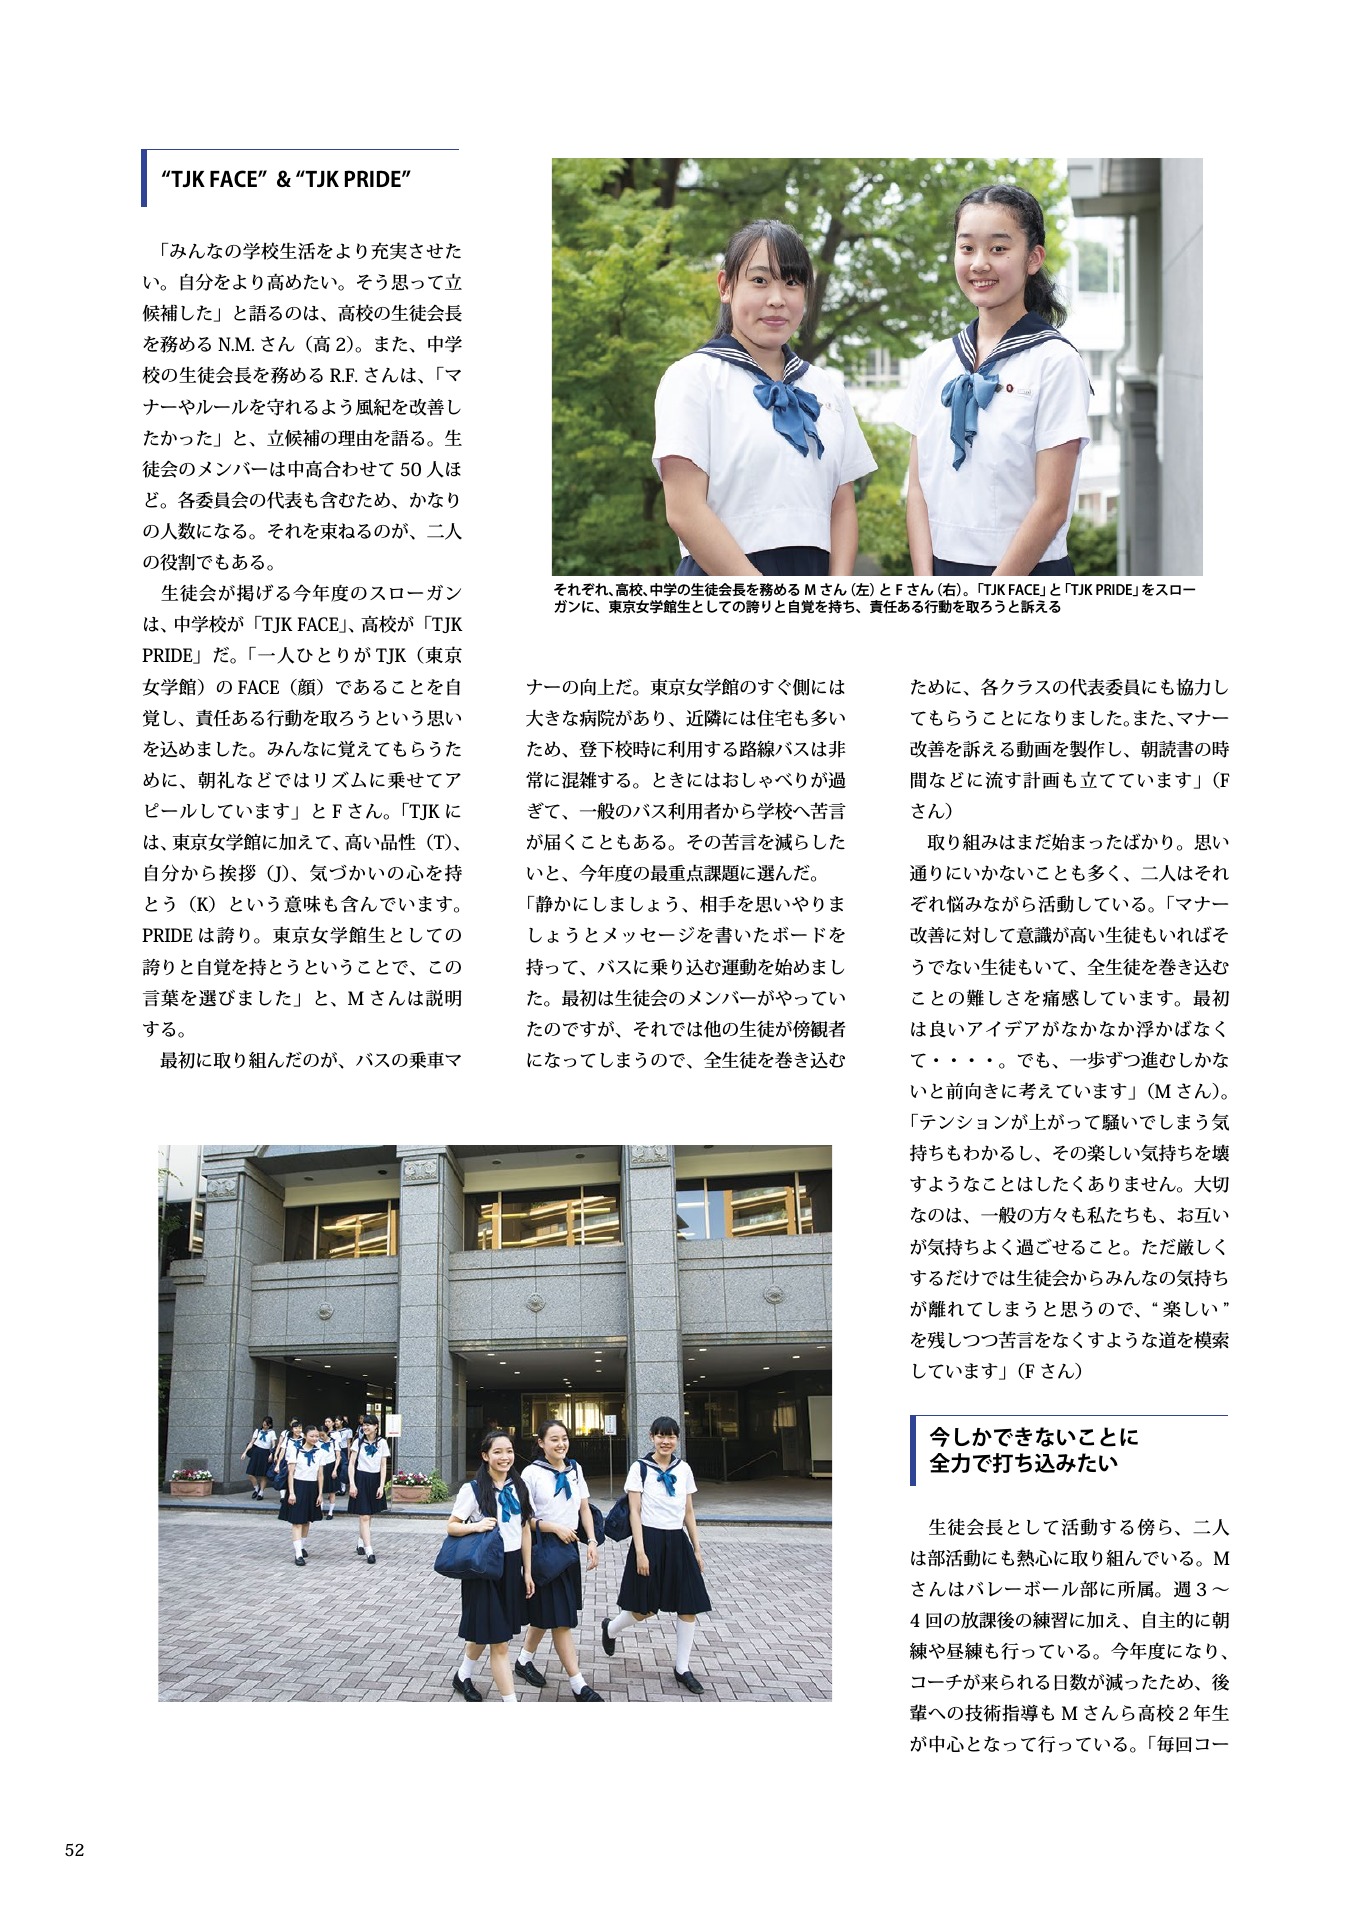 “TJK FACE” & “TJK PRIDE”
「みんなの学校生活をより充実させた
い。自分をより高めたい。そう思って立
候補した」と語るのは、高校の生徒会長
を務める N.M. さん（高 2）。また、中学
校の生徒会長を務める R.F. さんは、「マ
ナーやルールを守れるよう風紀を改善し
たかった」と、立候補の理由を語る。生
徒会のメンバーは中高合わせて 50 人ほ
ど。各委員会の代表も含むため、かなり
の人数になる。それを束ねるのが、二人
の役割でもある。
生徒会が掲げる今年度のスローガン
は、中学校が「TJK FACE」、高校が「TJK
PRIDE」だ。「一人ひとりが TJK（東京
女学館）の FACE（顔）であることを自
覚し、責任ある行動を取ろうという思い
を込めました。みんなに覚えてもらうた
めに、朝礼などではリズムに乗せてア
ピールしています」と F さん。「TJK に
は、東京女学館に加えて、高い品性（T）、
自分から挨拶（J）、気づかいの心を持
とう（K）という意味も含んでいます。
PRIDE は誇り。東京女学館生としての
誇りと自覚を持とうということで、この
言葉を選びました」と、M さんは説明
する。
最初に取り組んだのが、バスの乗車マ
それぞれ、高校、中学の生徒会長を務める M さん（左）と F さん（右）。「TJK FACE」と「TJK PRIDE」をスロー
ガンに、東京女学館生としての誇りと自覚を持ち、責任ある行動を取ろうと訴える
ナーの向上だ。東京女学館のすぐ側には
大きな病院があり、近隣には住宅も多い
ため、登下校時に利用する路線バスは非
常に混雑する。ときにはおしゃべりが過
ぎて、一般のバス利用者から学校へ苦言
が届くこともある。その苦言を減らした
いと、今年度の最重点課題に選んだ。
「静かにしましょう、相手を思いやりま
しょうとメッセージを書いたボードを
持って、バスに乗り込む運動を始めまし
た。最初は生徒会のメンバーがやってい
たのですが、それでは他の生徒が傍観者
になってしまうので、全生徒を巻き込む
ために、各クラスの代表委員にも協力し
てもらうことになりました。また、マナー
改善を訴える動画を製作し、朝読書の時
間などに流す計画も立てています」（F
さん）
取り組みはまだ始まったばかり。思い
通りにいかないことも多く、二人はそれ
ぞれ悩みながら活動している。「マナー
改善に対して意識が高い生徒もいればそ
うでない生徒もいて、全生徒を巻き込む
ことの難しさを痛感しています。最初
は良いアイデアがなかなか浮かばなく
て・・・・。でも、一歩ずつ進むしかな
いと前向きに考えています」（M さん）。
「テンションが上がって騒いでしまう気
持ちもわかるし、その楽しい気持ちを壊
すようなことはしたくありません。大切
なのは、一般の方々も私たちも、お互い
が気持ちよく過ごせること。ただ厳しく
するだけでは生徒会からみんなの気持ち
が離れてしまうと思うので、“ 楽しい ”
を残しつつ苦言をなくすような道を模索
しています」（F さん）
今しかできないことに
全力で打ち込みたい
生徒会長として活動する傍ら、二人
は部活動にも熱心に取り組んでいる。M
さんはバレーボール部に所属。週 3 〜
4 回の放課後の練習に加え、自主的に朝
練や昼練も行っている。今年度になり、
コーチが来られる日数が減ったため、後
輩への技術指導も M さんら高校 2 年生
が中心となって行っている。「毎回コー
52